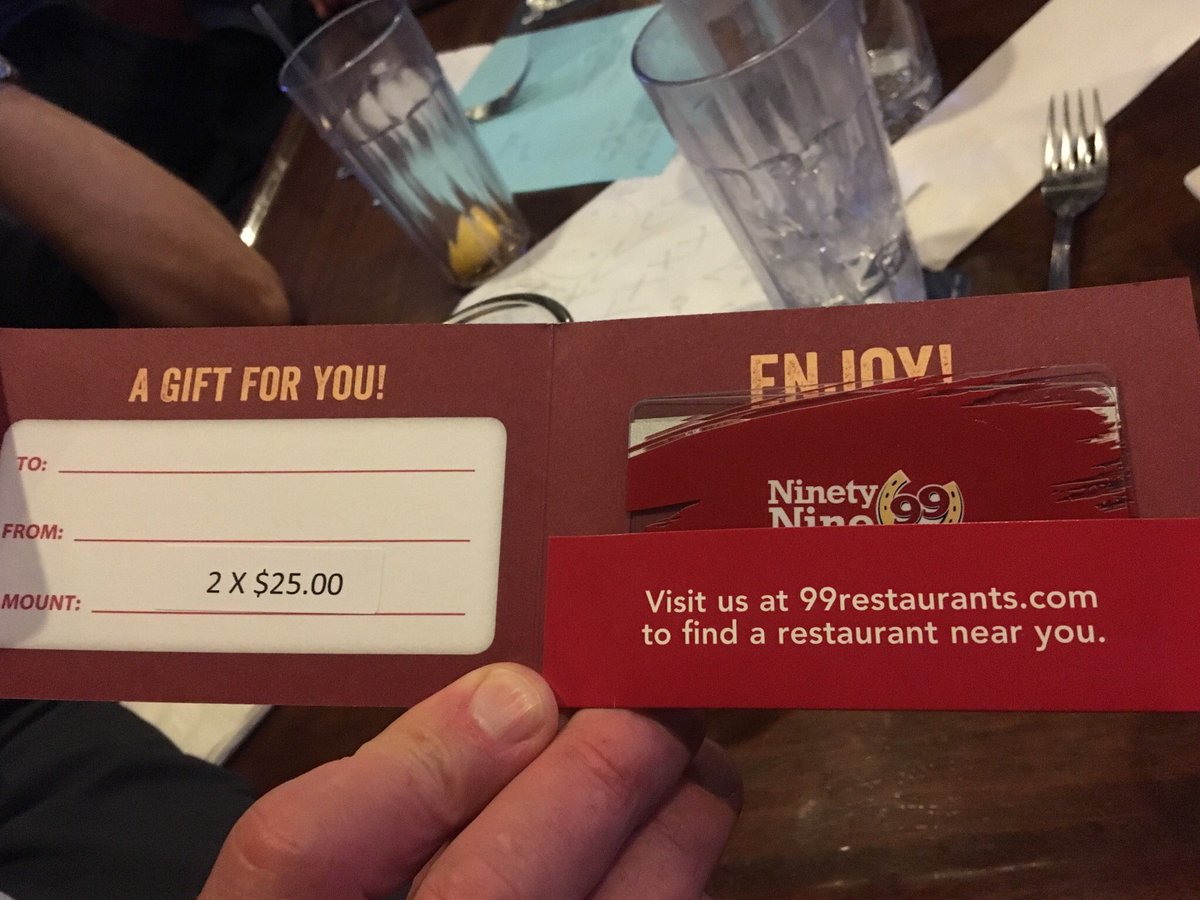 A GIFT FOR YOU!
TO:
FROM:
MOUNT:
2 X $25.00
ENJOY!
Ninety
Nine
99
Visit us at 99restaurants.com
to find a restaurant near you.